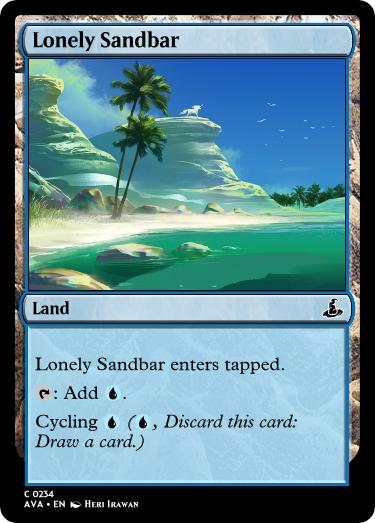 Lonely Sandbar
Land
Lonely Sandbar enters tapped.
: Add .
Cycling (, Discard this card:
Draw a card.)
C 0234
AVA • EN Heri Irawan